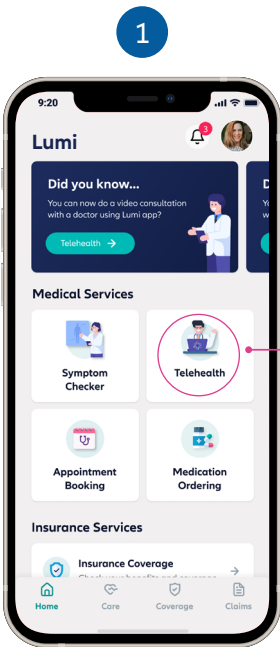 1
9:20
Lumi
3
Did you know...
You can now do a video consultation
with a doctor using Lumi app?
Telehealth →
Medical Services
Symptom
Checker
Telehealth
Appointment
Booking
Medication
Ordering
Insurance Services
Insurance Coverage
Home
Care
Coverage
Claims